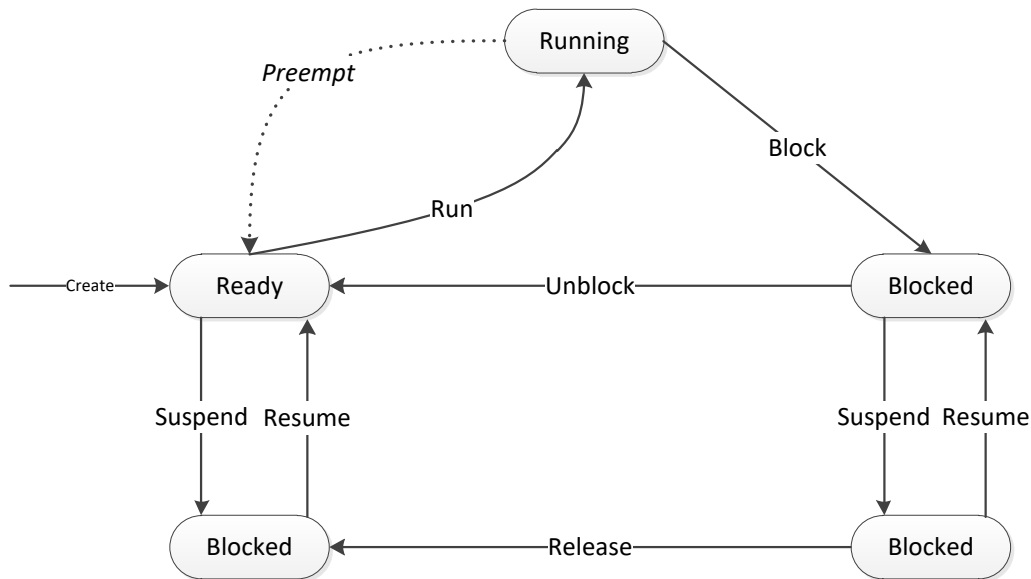 Running
Preempt
Block
Run
Create
Ready
Unblock
Blocked
Suspend
Resume
Suspend
Resume
Blocked
Release
Blocked